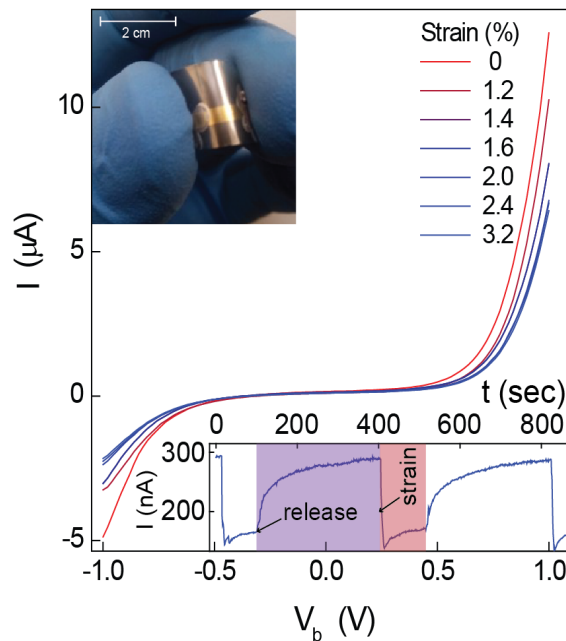 2 cm
Strain (%)
0
1.2
1.4
1.6
2.0
2.4
3.2
10
5
0
-5
I (μA)
t (sec)
0 200 400 600 800
300
200
I (nA)
release
strain
-1.0 -0.5 0.0 0.5 1.0
V_b (V)